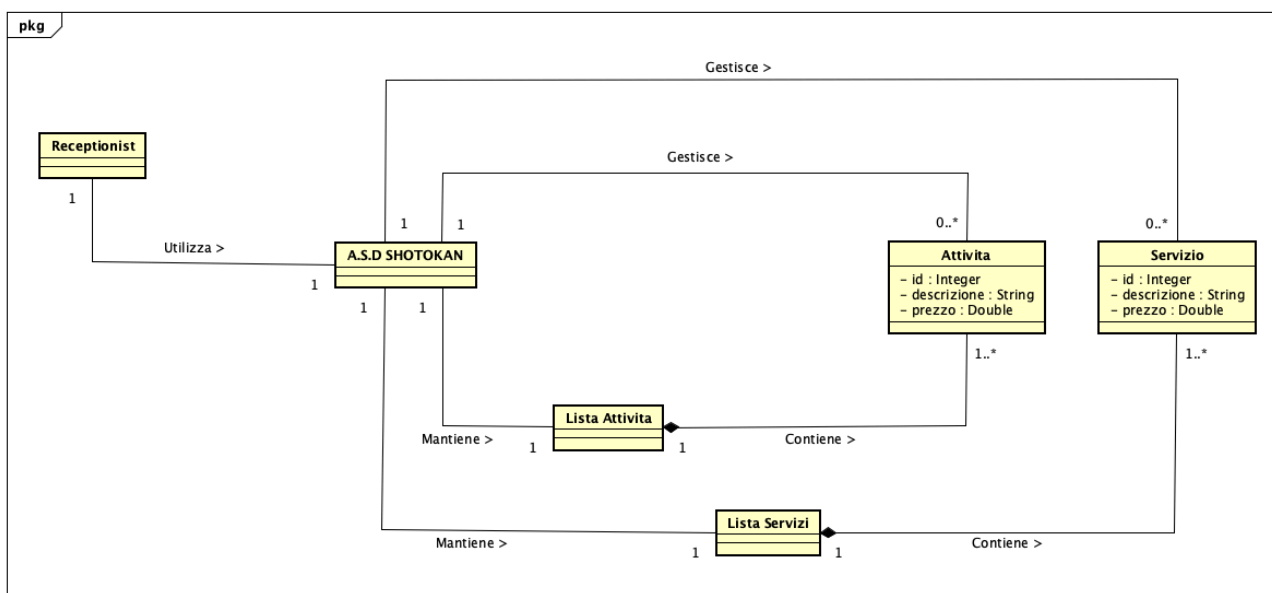 pkg
Gestisce >
Receptionist
Gestisce >
1
1
1
0..*
0..*
Utilizza >
A.S.D SHOTOKAN
Attivita
Servizio
– id : Integer
– descrizione : String
– prezzo : Double
– id : Integer
– descrizione : String
– prezzo : Double
1
1
1
1..*
1..*
Lista Attivita
Mantiene >
1
1
Contiene >
Lista Servizi
Mantiene >
1
1
Contiene >